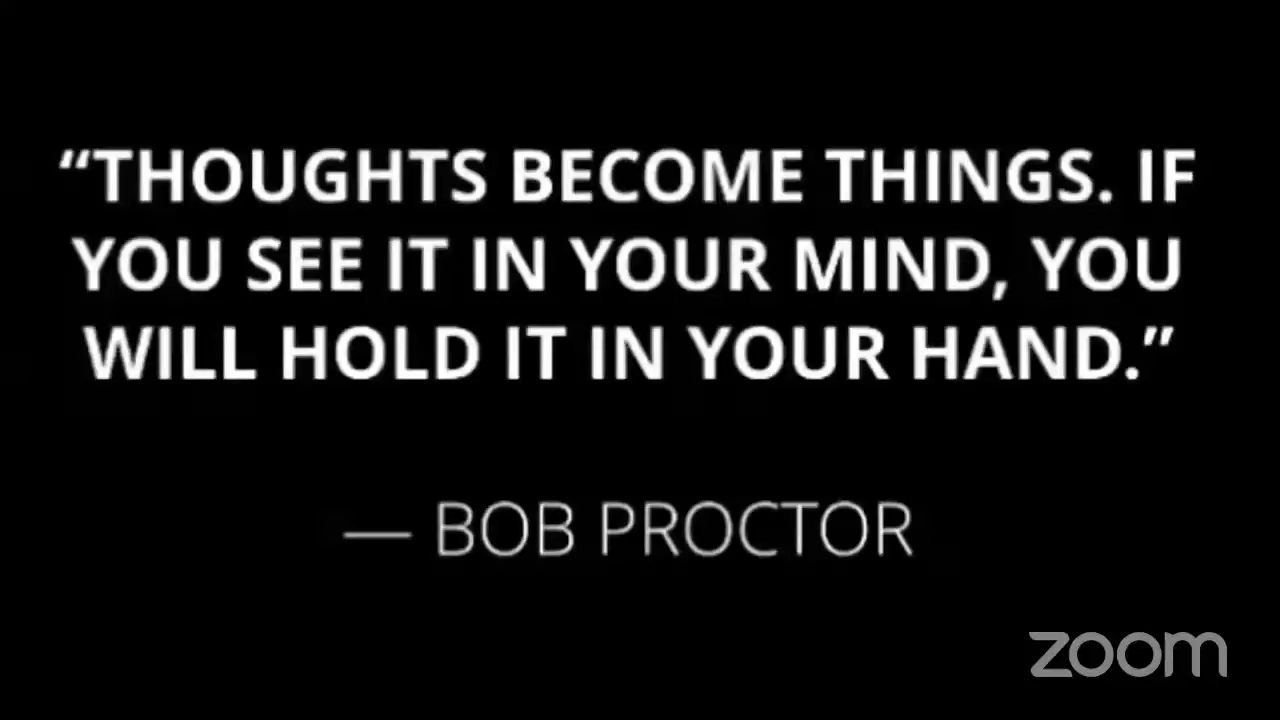 “THOUGHTS BECOME THINGS. IF
YOU SEE IT IN YOUR MIND, YOU
WILL HOLD IT IN YOUR HAND.”
— BOB PROCTOR
zoom